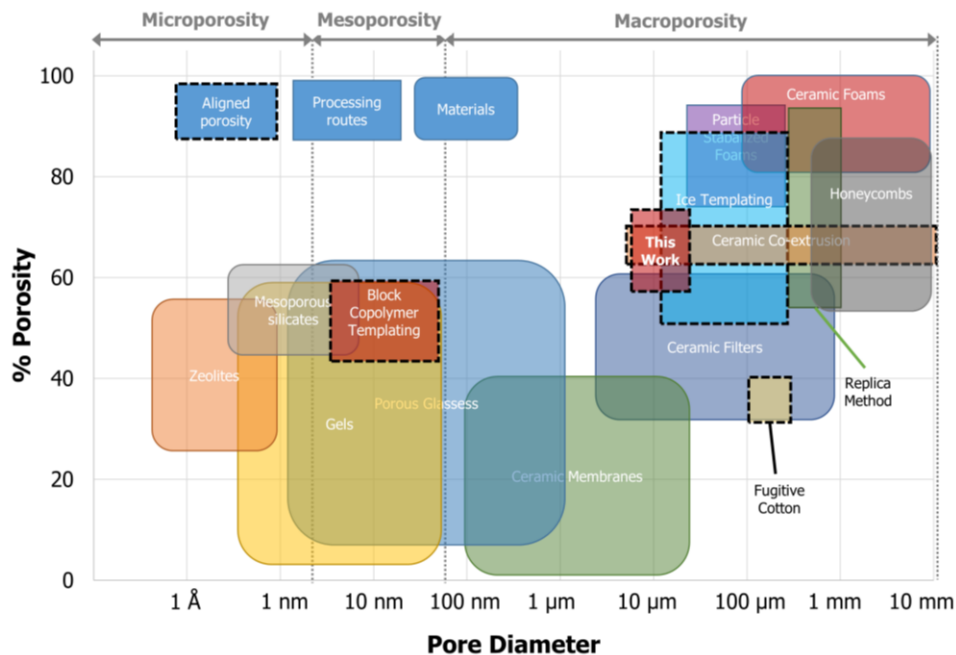 Microporosity Mesoporosity Macroporosity
100
80
60
40
20
0
% Porosity
Aligned
porosity
Processing
routes
Materials
Ceramic Foams
Particle
Stabalized
Foams
Honeycombs
Ice Templating
Ceramic Co-extrusion
This
Work
Mesoporous
silicates
Block
Copolymer
Templating
Zeolites
Porous Glassess
Gels
Ceramic Filters
Replica
Method
Ceramic Membranes
Fugitive
Cotton
1 Å 1 nm 10 nm 100 nm 1 µm 10 µm 100 µm 1 mm 10 mm
Pore Diameter